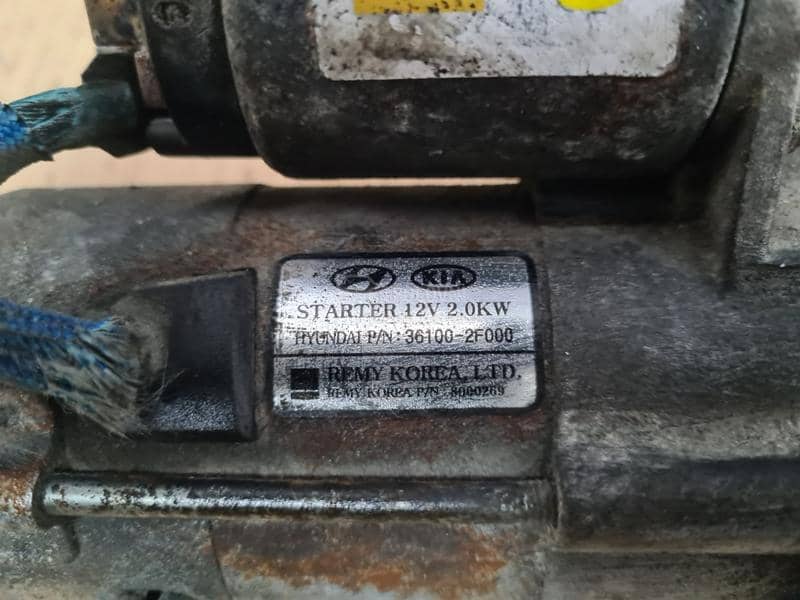 KIA
STARTER 12V 2.0KW
HYUNDAI P/N : 36100-2F000
REMY KOREA, LTD.
REMY KOREA P/N : 8000269